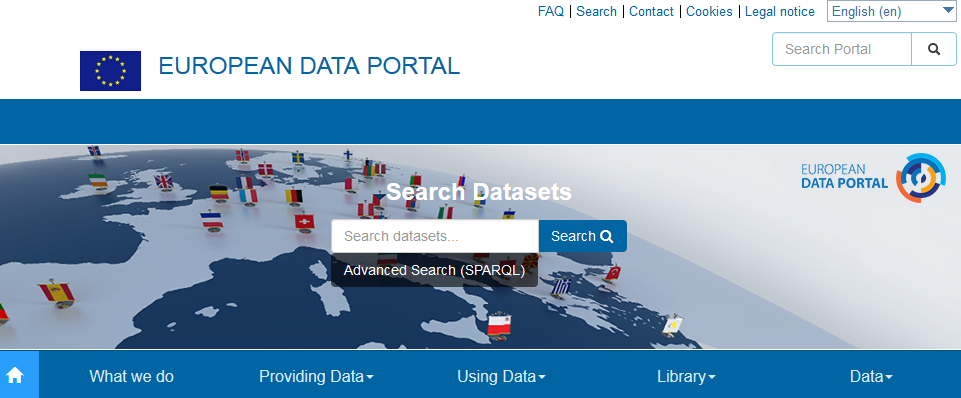 FAQ | Search | Contact | Cookies | Legal notice English (en)
Search Portal
EUROPEAN DATA PORTAL
EUROPEAN
DATA PORTAL
Search Datasets
Search datasets... Search
Advanced Search (SPARQL)
What we do Providing Data Using Data Library Data